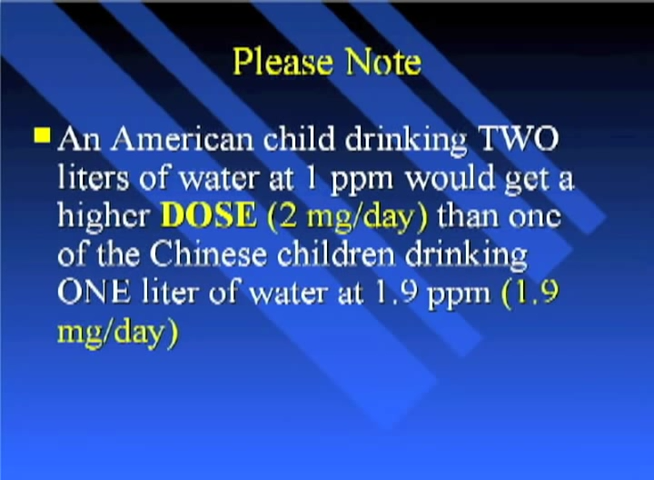 Please Note
An American child drinking TWO
liters of water at 1 ppm would get a
higher DOSE (2 mg/day) than one
of the Chinese children drinking
ONE liter of water at 1.9 ppm (1.9
mg/day)